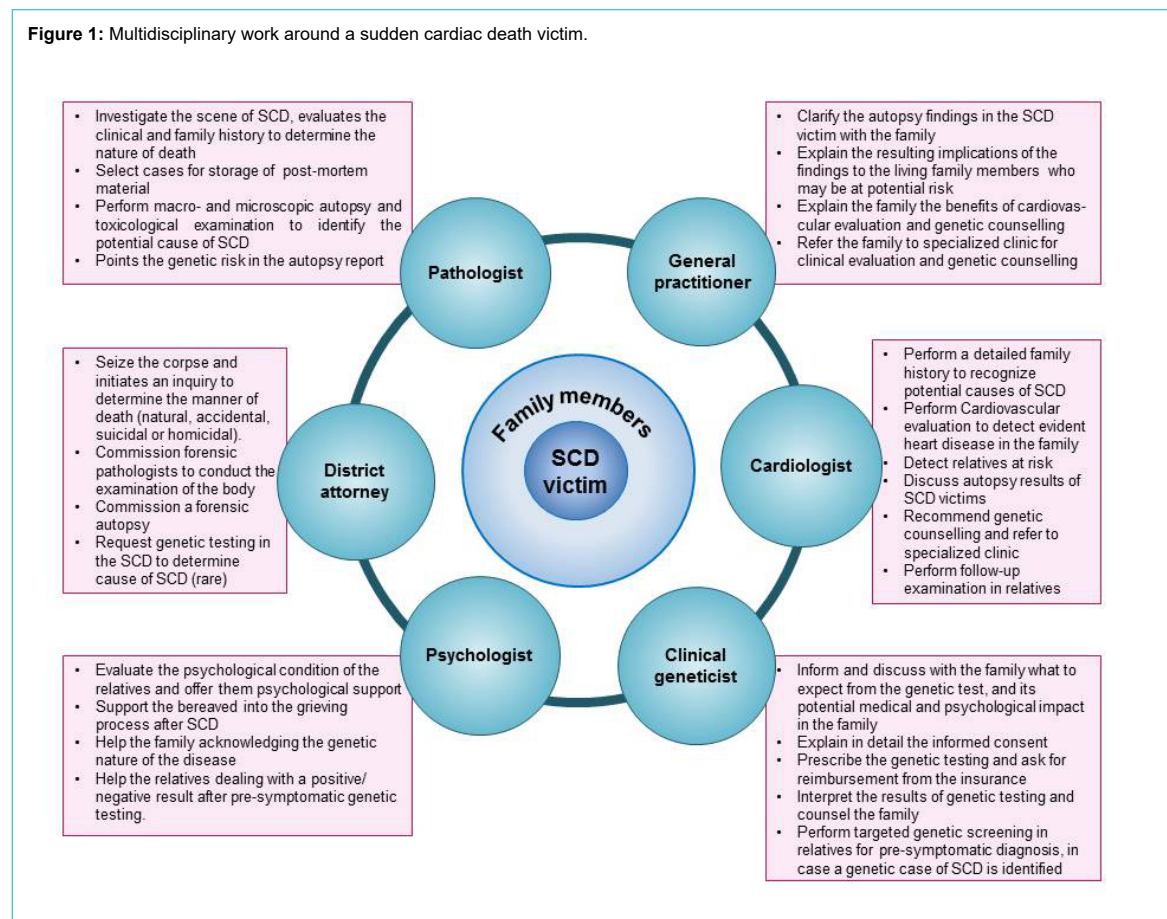 Figure 1: Multidisciplinary work around a sudden cardiac death victim.
• Investigate the scene of SCD, evaluates the
clinical and family history to determine the
nature of death
• Select cases for storage of post-mortem
material
• Perform macro- and microscopic autopsy and
toxicological examination to identify the
potential cause of SCD
• Points the genetic risk in the autopsy report
• Clarify the autopsy findings in the SCD
victim with the family
• Explain the resulting implications of the
findings to the living family members who
may be at potential risk
• Explain the family the benefits of cardiovas-
cular evaluation and genetic counselling
• Refer the family to specialized clinic for
clinical evaluation and genetic counselling
Pathologist
General
practitioner
• Seize the corpse and
initiates an inquiry to
determine the manner of
death (natural, accidental,
suicidal or homicidal).
• Commission forensic
pathologists to conduct the
examination of the body
• Commission a forensic
autopsy
• Request genetic testing in
the SCD to determine
cause of SCD (rare)
District
attorney
Family members
SCD
victim
Cardiologist
• Perform a detailed family
history to recognize
potential causes of SCD
• Perform Cardiovascular
evaluation to detect evident
heart disease in the family
• Detect relatives at risk
• Discuss autopsy results of
SCD victims
• Recommend genetic
counselling and refer to
specialized clinic
• Perform follow-up
examination in relatives
Psychologist
Clinical
geneticist
• Evaluate the psychological condition of the
relatives and offer them psychological support
• Support the bereaved into the grieving
process after SCD
• Help the family acknowledging the genetic
nature of the disease
• Help the relatives dealing with a positive/
negative result after pre-symptomatic genetic
testing.
• Inform and discuss with the family what to
expect from the genetic test, and its
potential medical and psychological impact
in the family
• Explain in detail the informed consent
• Prescribe the genetic testing and ask for
reimbursement from the insurance
• Interpret the results of genetic testing and
counsel the family
• Perform targeted genetic screening in
relatives for pre-symptomatic diagnosis, in
case a genetic case of SCD is identified